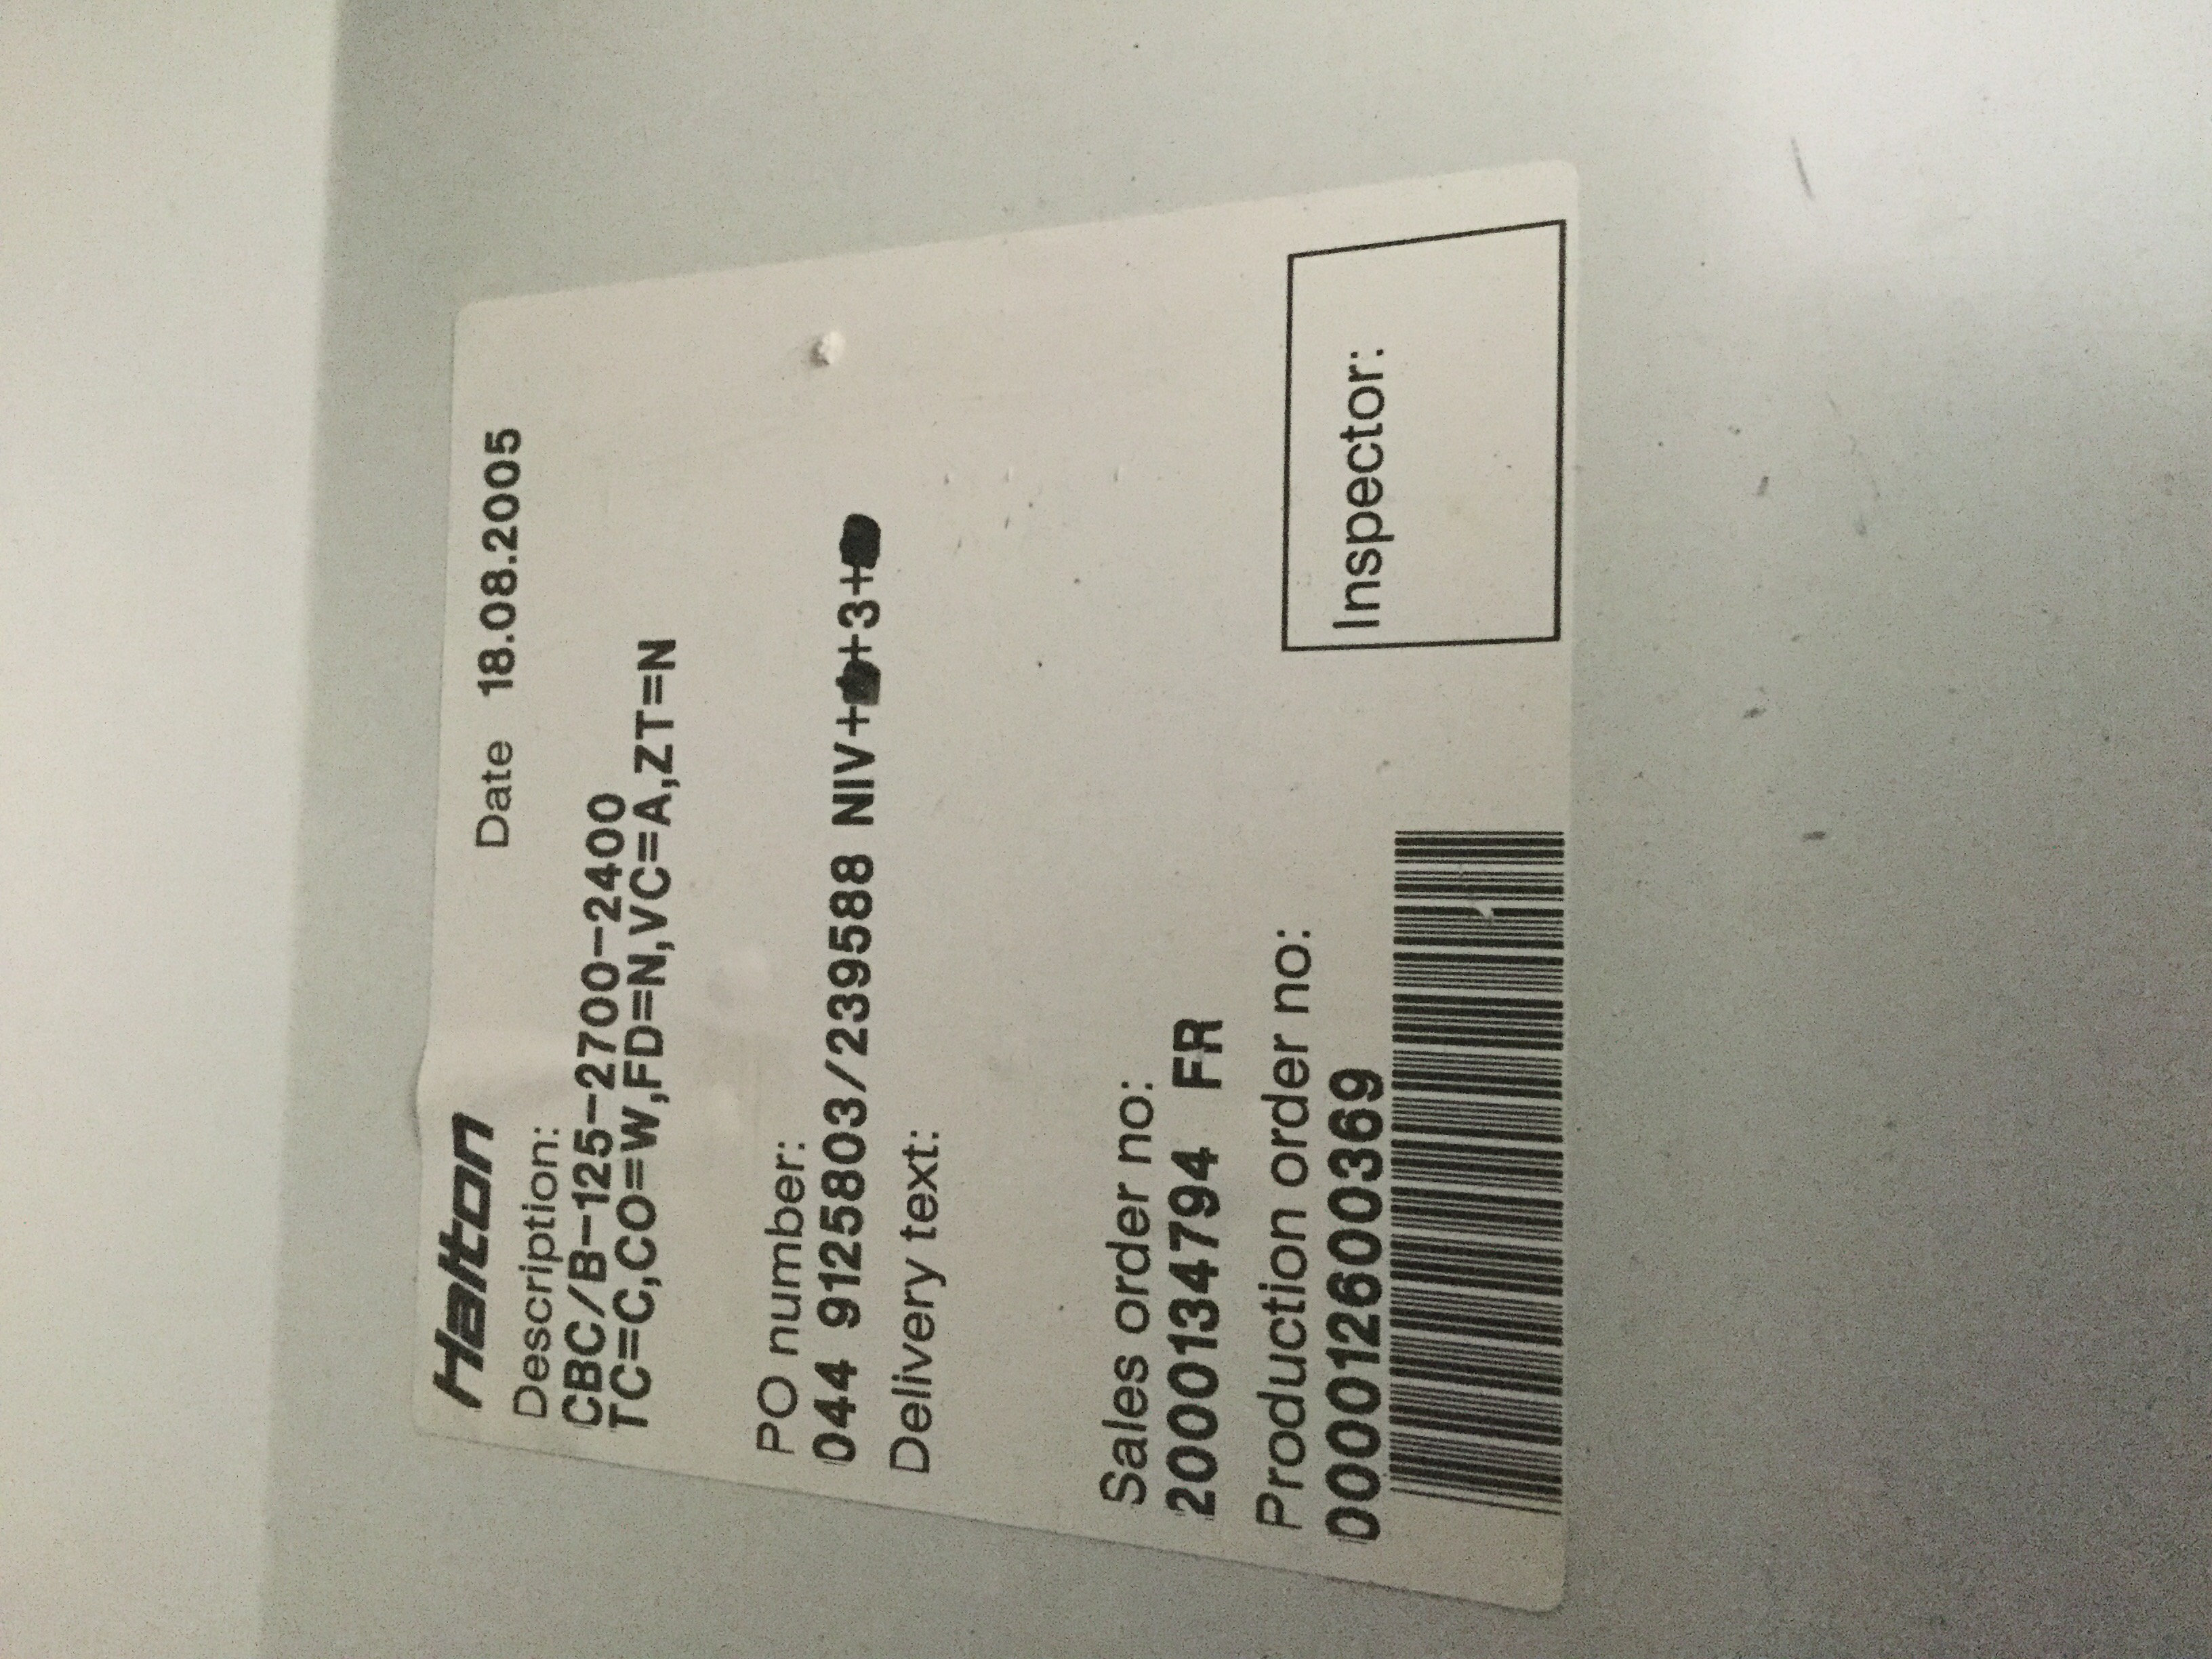 Halton
Date 18.08.2005
Description:
CBC/B-125-2700-2400
TC=C,CO=W,FD=N,VC=A,ZT=N
PO number:
044 9125803/239588 NIV+ +3+
Delivery text:
Sales order no:
2000134794 FR
Production order no:
000012600369
Inspector: